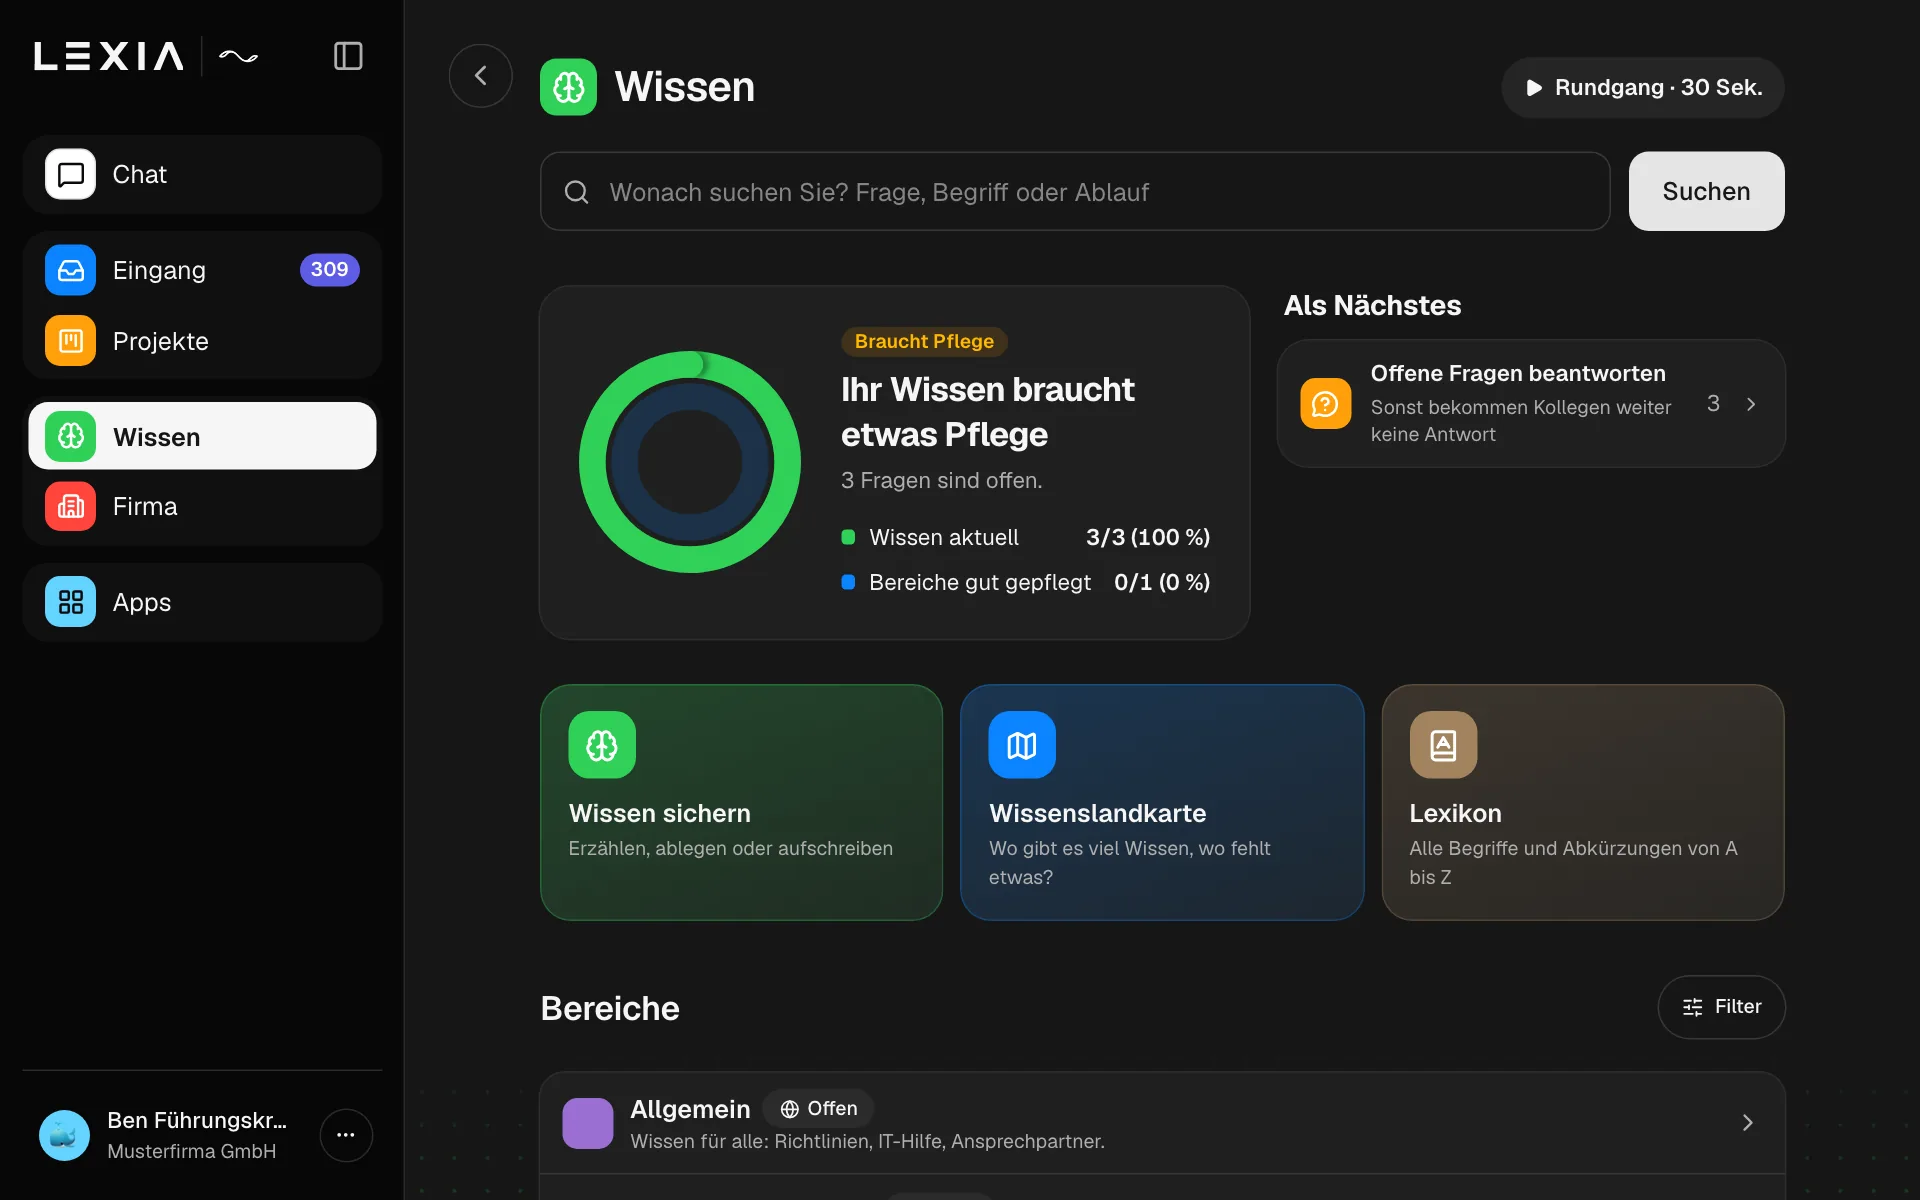 LEXIA
Chat
Eingang 309
Projekte
Wissen
Firma
Apps
Ben Führungskr...
Musterfirma GmbH
Wissen
Rundgang · 30 Sek.
Wonach suchen Sie? Frage, Begriff oder Ablauf
Suchen
Braucht Pflege
Ihr Wissen braucht
etwas Pflege
3 Fragen sind offen.
Wissen aktuell 3/3 (100 %)
Bereiche gut gepflegt 0/1 (0 %)
Als Nächstes
Offene Fragen beantworten
Sonst bekommen Kollegen weiter
keine Antwort
3
Wissen sichern
Erzählen, ablegen oder aufschreiben
Wissenslandkarte
Wo gibt es viel Wissen, wo fehlt
etwas?
Lexikon
Alle Begriffe und Abkürzungen von A
bis Z
Bereiche
Filter
Allgemein Offen
Wissen für alle: Richtlinien, IT-Hilfe, Ansprechpartner.